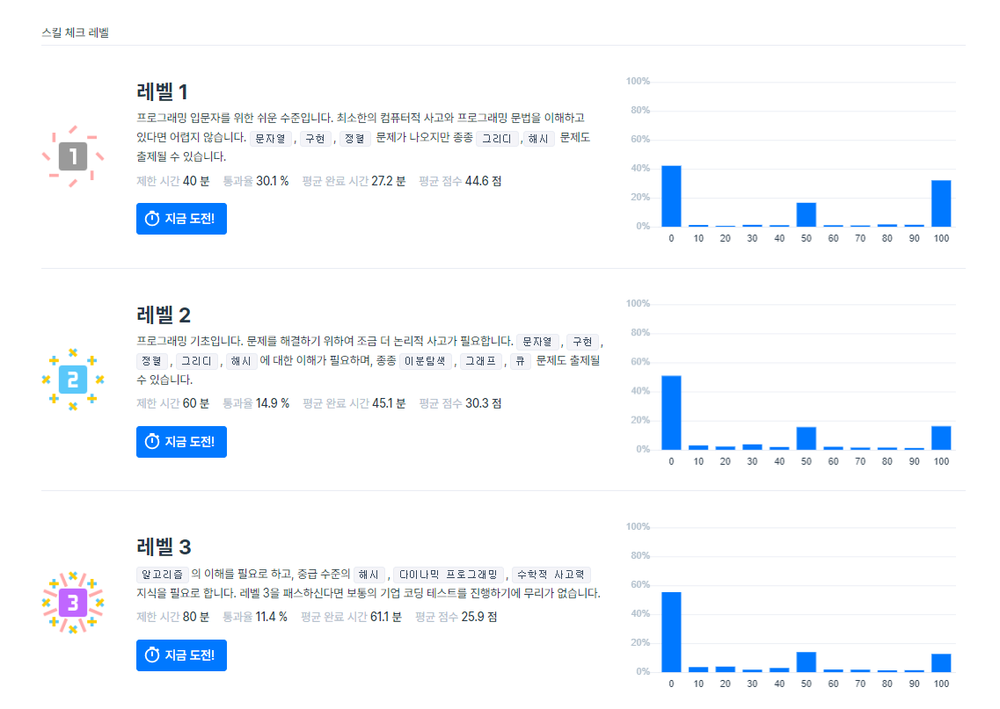 스킬 체크 레벨
레벨 1
프로그래밍 입문자를 위한 쉬운 수준입니다. 최소한의 컴퓨터적 사고와 프로그래밍 문법을 이해하고
있다면 어렵지 않습니다. 문자열 , 구현 , 정렬 문제가 나오지만 종종 그리디 , 해시 문제도
출제될 수 있습니다.
제한 시간 40 분 통과율 30.1 % 평균 완료 시간 27.2 분 평균 점수 44.6 점
지금 도전!
100%
80%
60%
40%
20%
0%
0 10 20 30 40 50 60 70 80 90 100
1
레벨 2
프로그래밍 기초입니다. 문제를 해결하기 위하여 조금 더 논리적 사고가 필요합니다. 문자열 , 구현 ,
정렬 , 그리디 , 해시 에 대한 이해가 필요하며, 종종 이분탐색 , 그래프 , 큐 문제도 출제될
수 있습니다.
제한 시간 60 분 통과율 14.9 % 평균 완료 시간 45.1 분 평균 점수 30.3 점
지금 도전!
100%
80%
60%
40%
20%
0%
0 10 20 30 40 50 60 70 80 90 100
2
레벨 3
알고리즘 의 이해를 필요로 하고, 중급 수준의 해시 , 다이나믹 프로그래밍 , 수학적 사고력
지식을 필요로 합니다. 레벨 3을 패스하신다면 보통의 기업 코딩 테스트를 진행하기에 무리가 없습니다.
제한 시간 80 분 통과율 11.4 % 평균 완료 시간 61.1 분 평균 점수 25.9 점
지금 도전!
100%
80%
60%
40%
20%
0%
0 10 20 30 40 50 60 70 80 90 100
3